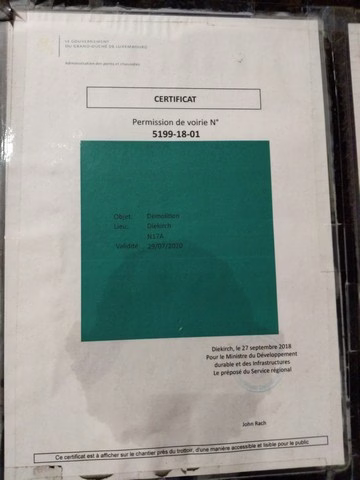 LE GOUVERNEMENT
DU GRAND-DUCHÉ DE LUXEMBOURG
Administration des ponts et chaussées
CERTIFICAT
Permission de voirie N°
5199-18-01
Objet: Démolition
Lieu: Diekirch
N17A
Validité 26/07/2020
Diekirch, le 27 septembre 2018
Pour le Ministre du Développement
durable et des Infrastructures
Le préposé du Service régional
John Rach
Ce certificat est à afficher sur le chantier près du trottoir, d'une manière accessible et lisible pour le public